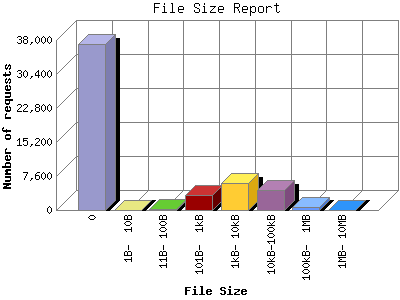 File Size Report
Number of requests
38,000
30,400
22,800
15,200
7,600
0
0
1B- 10B
11B- 100B
101B- 1kB
1kB- 10kB
10kB-100kB
100kB- 1MB
1MB- 10MB
File Size